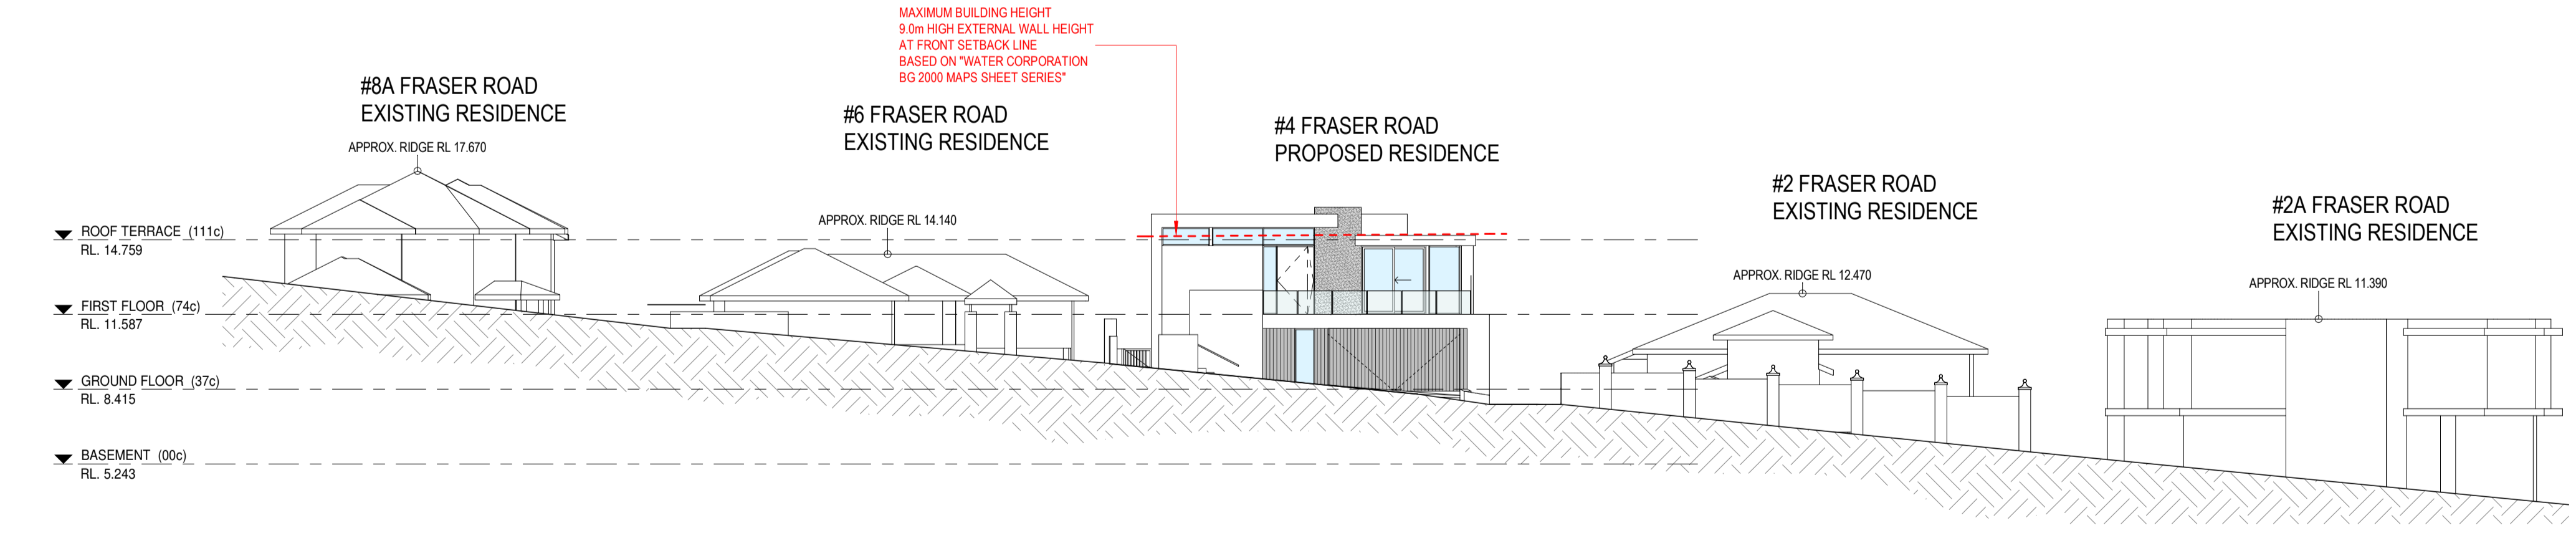 MAXIMUM BUILDING HEIGHT
9.0m HIGH EXTERNAL WALL HEIGHT
AT FRONT SETBACK LINE
BASED ON "WATER CORPORATION
BG 2000 MAPS SHEET SERIES"
#8A FRASER ROAD
EXISTING RESIDENCE
APPROX. RIDGE RL 17.670
#6 FRASER ROAD
EXISTING RESIDENCE
APPROX. RIDGE RL 14.140
#4 FRASER ROAD
PROPOSED RESIDENCE
#2 FRASER ROAD
EXISTING RESIDENCE
APPROX. RIDGE RL 12.470
#2A FRASER ROAD
EXISTING RESIDENCE
APPROX. RIDGE RL 11.390
ROOF TERRACE (111c)
RL. 14.759
FIRST FLOOR (74c)
RL. 11.587
GROUND FLOOR (37c)
RL. 8.415
BASEMENT (00c)
RL. 5.243